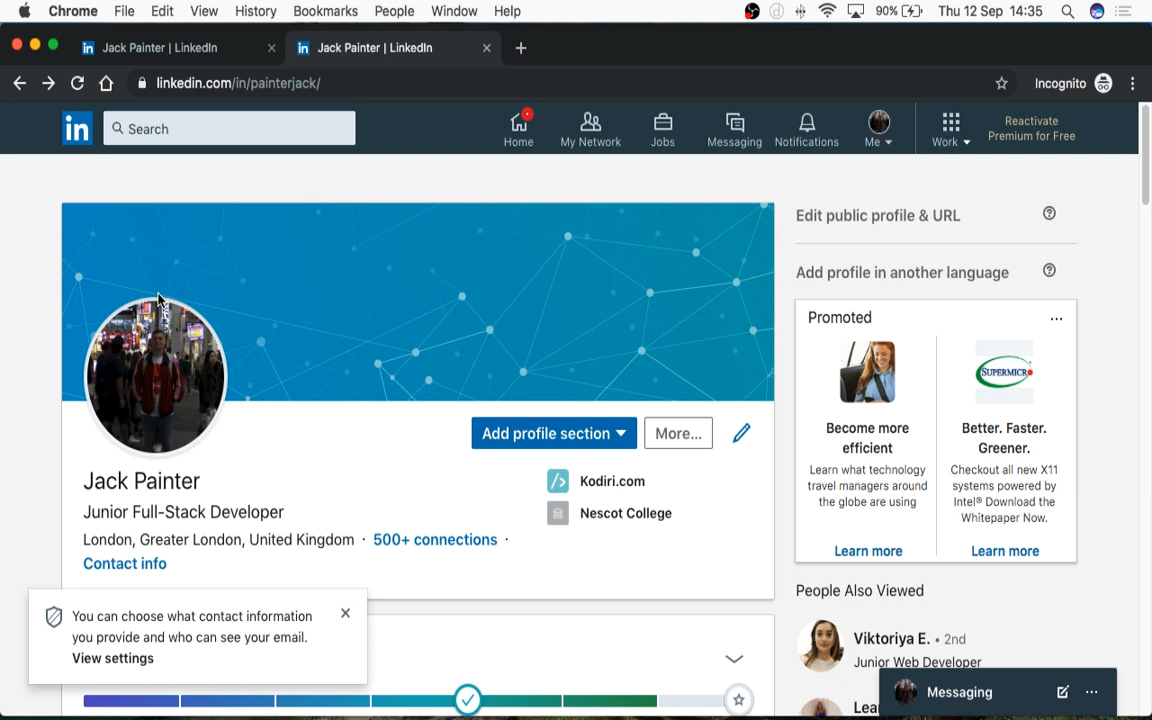 Chrome File Edit View History Bookmarks People Window Help 90% Thu 12 Sep 14:35
in Jack Painter | LinkedIn × in Jack Painter | LinkedIn × +
linkedin.com/in/painterjack/ Incognito
in Search Home My Network Jobs Messaging Notifications Me Work
Reactivate
Premium for Free
Edit public profile & URL
Add profile in another language
Promoted
SUPERMICRO
Become more
efficient
Learn what technology
travel managers around
the globe are using
Learn more
Better. Faster.
Greener.
Checkout all new X11
systems powered by
Intel® Download the
Whitepaper Now.
Learn more
Add profile section More...
Jack Painter
Junior Full-Stack Developer
London, Greater London, United Kingdom · 500+ connections ·
Contact info
Kodiri.com
Nescot College
You can choose what contact information
you provide and who can see your email.
View settings
People Also Viewed
Viktoriya E. • 2nd
Junior Web Developer
Messaging